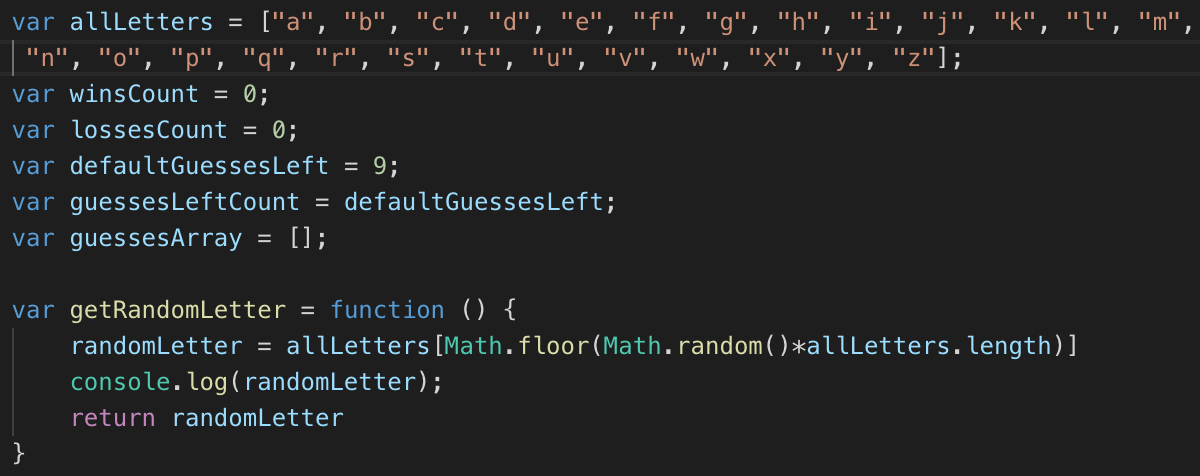 var allLetters = ["a", "b", "c", "d", "e", "f", "g", "h", "i", "j", "k", "l", "m",
"n", "o", "p", "q", "r", "s", "t", "u", "v", "w", "x", "y", "z"];
var winsCount = 0;
var lossesCount = 0;
var defaultGuessesLeft = 9;
var guessesLeftCount = defaultGuessesLeft;
var guessesArray = [];

var getRandomLetter = function () {
    randomLetter = allLetters[Math.floor(Math.random()*allLetters.length)]
    console.log(randomLetter);
    return randomLetter
}